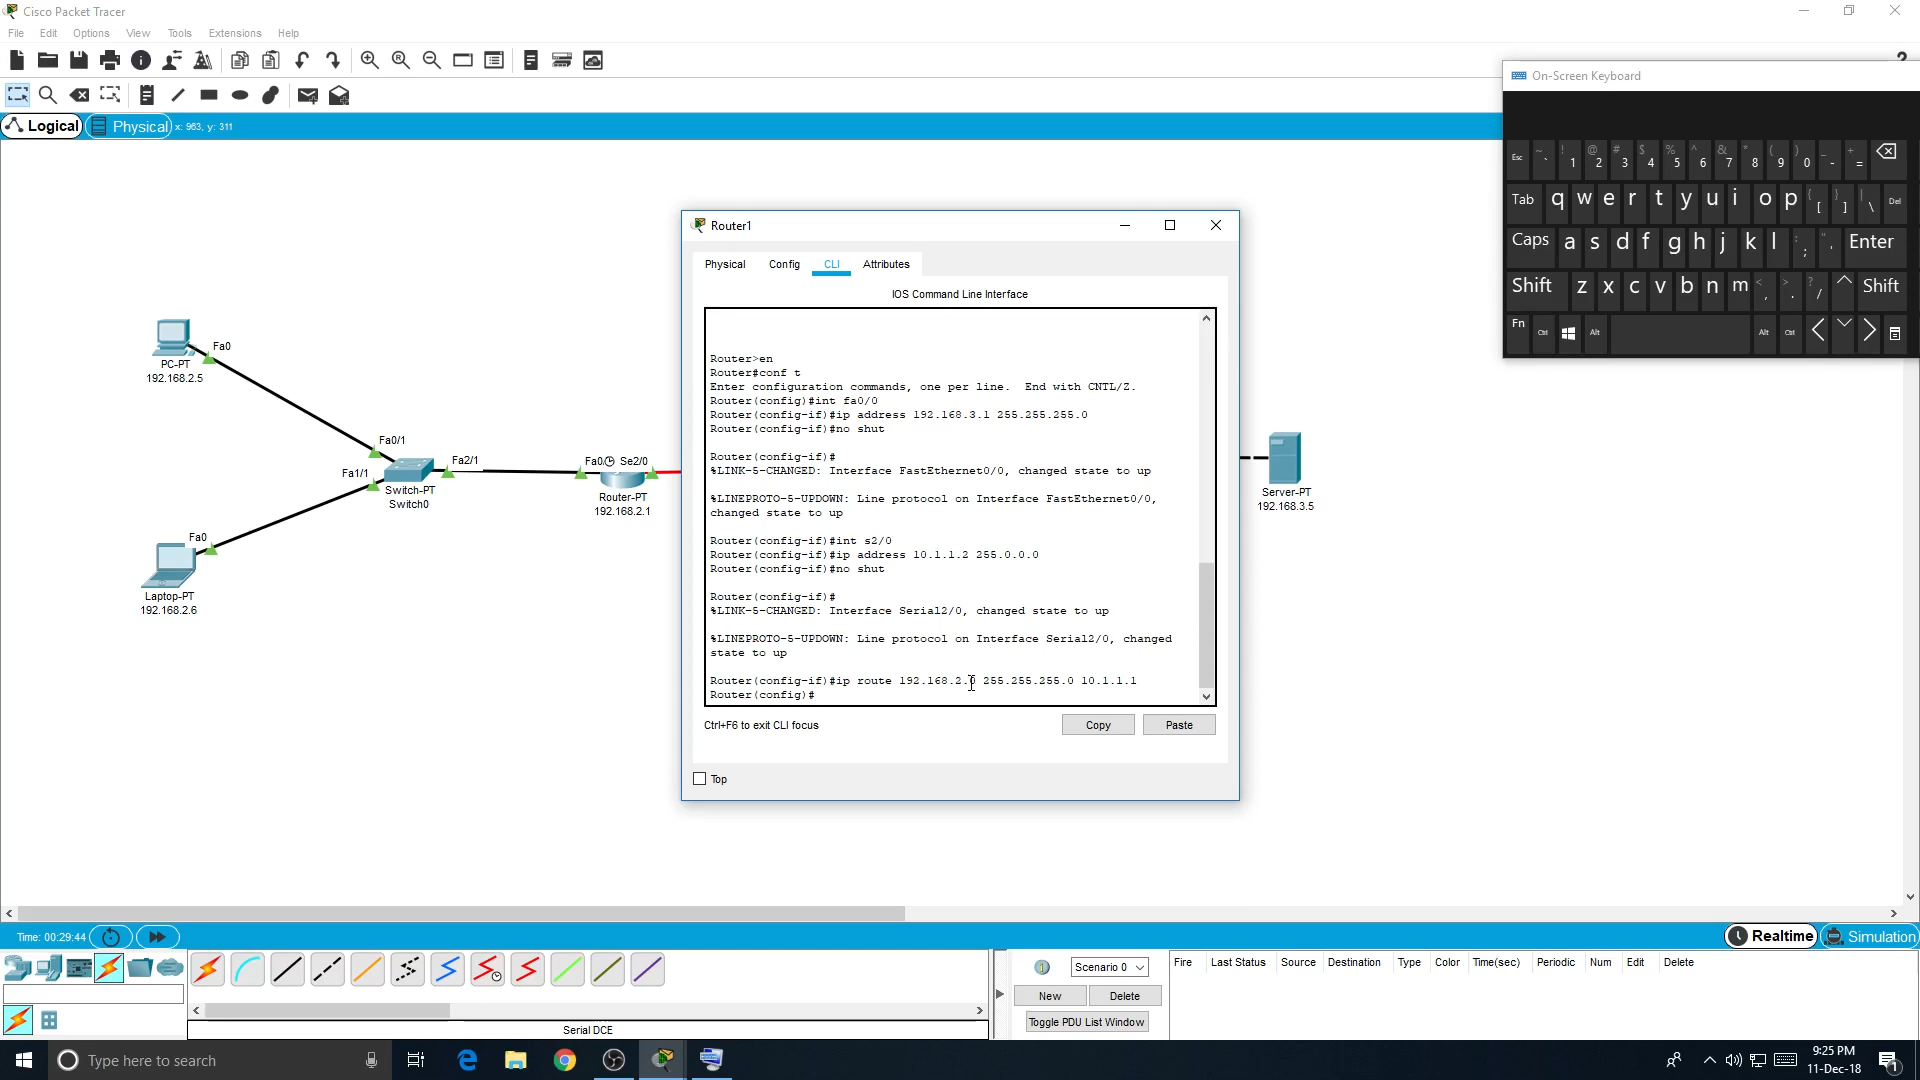 Cisco Packet Tracer
File Edit Options View Tools Extensions Help
Logical Physical x: 963, y: 311
On-Screen Keyboard
Esc ~ ` ! 1 @ 2 # 3 $ 4 % 5 ^ 6 & 7 * 8 ( 9 ) 0 _ - + =
Tab q w e r t y u i o p { [ } ] | \ Del
Caps a s d f g h j k l : ; " ' Enter
Shift z x c v b n m < , > . ? / Shift
Fn Ctrl Alt Alt Ctrl
Router1
Physical Config CLI Attributes
IOS Command Line Interface
Router>en
Router#conf t
Enter configuration commands, one per line. End with CNTL/Z.
Router(config)#int fa0/0
Router(config-if)#ip address 192.168.3.1 255.255.255.0
Router(config-if)#no shut
Router(config-if)#
%LINK-5-CHANGED: Interface FastEthernet0/0, changed state to up
%LINEPROTO-5-UPDOWN: Line protocol on Interface FastEthernet0/0,
changed state to up
Router(config-if)#int s2/0
Router(config-if)#ip address 10.1.1.2 255.0.0.0
Router(config-if)#no shut
Router(config-if)#
%LINK-5-CHANGED: Interface Serial2/0, changed state to up
%LINEPROTO-5-UPDOWN: Line protocol on Interface Serial2/0, changed
state to up
Router(config-if)#ip route 192.168.2.0 255.255.255.0 10.1.1.1
Router(config)#
Ctrl+F6 to exit CLI focus
Copy Paste
Top
Fa0
PC-PT
192.168.2.5
Fa0/1
Fa1/1
Fa2/1
Switch-PT
Switch0
Fa0
Laptop-PT
192.168.2.6
Fa0/ Se2/0
Router-PT
192.168.2.1
Server-PT
192.168.3.5
Time: 00:29:44
Realtime Simulation
Scenario 0
New Delete
Toggle PDU List Window
Fire Last Status Source Destination Type Color Time(sec) Periodic Num Edit Delete
Serial DCE
Type here to search
9:25 PM
11-Dec-18
1